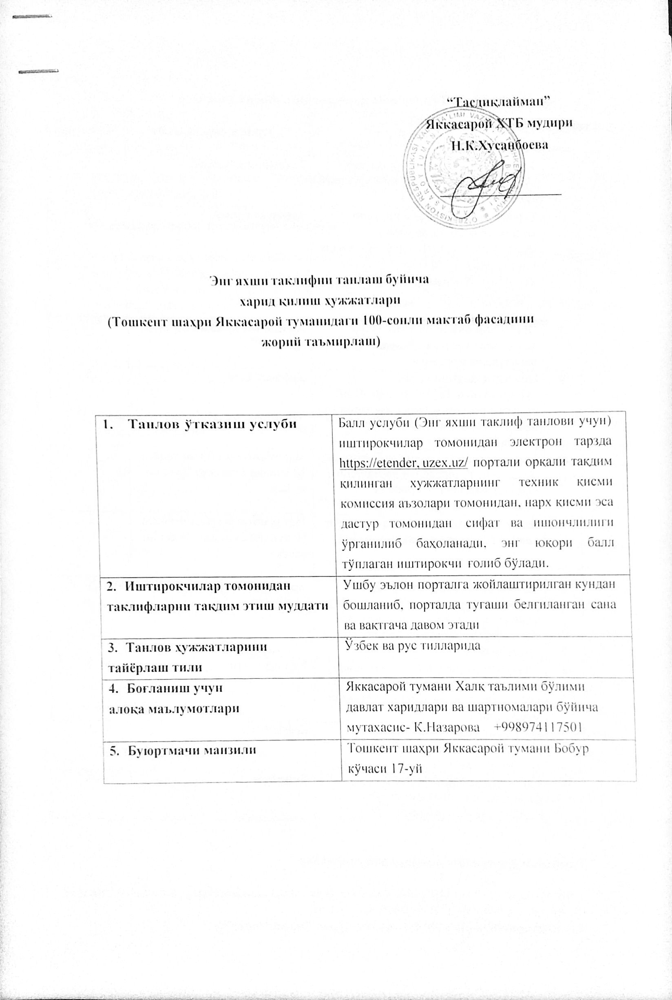 “Тасдиқлайман”
Яккасарой ХТБ мудири
Н.К.Хусанбоева
Энг яхши таклифни танлаш буйича
харид қилиш ҳужжатлари
(Тошкент шаҳри Яккасарой туманидаги 100-сонли мактаб фасадини
жорий таъмирлаш)
1. Танлов ўтказиш услуби
Балл услуби (Энг яхши таклиф танлови учун)
иштирокчилар томонидан электрон тарзда
https://etender. uzex.uz/ портали орқали тақдим
қилинган хужжатларнинг техник қисми
комиссия аъзолари томонидан, нарх қисми эса
дастур томонидан сифат ва ишончлилиги
ўрганилиб баҳоланади, энг юқори балл
тўплаган иштирокчи ғолиб бўлади.
2. Иштирокчилар томонидан
таклифларни тақдим этиш муддати
Ушбу эълон порталга жойлаштирилган кундан
бошланиб, порталда тугаши белгиланган сана
ва вақтгача давом этади
3. Танлов ҳужжатларини
тайёрлаш тили
Ўзбек ва рус тилларида
4. Боғланиш учун
алоқа маълумотлари
Яккасарой тумани Халқ таълими бўлими
давлат харидлари ва шартномалари бўйича
мутахасис- К.Назарова +998974117501
5. Буюртмачи манзили
Тошкент шаҳри Яккасарой тумани Бобур
кўчаси 17-уй